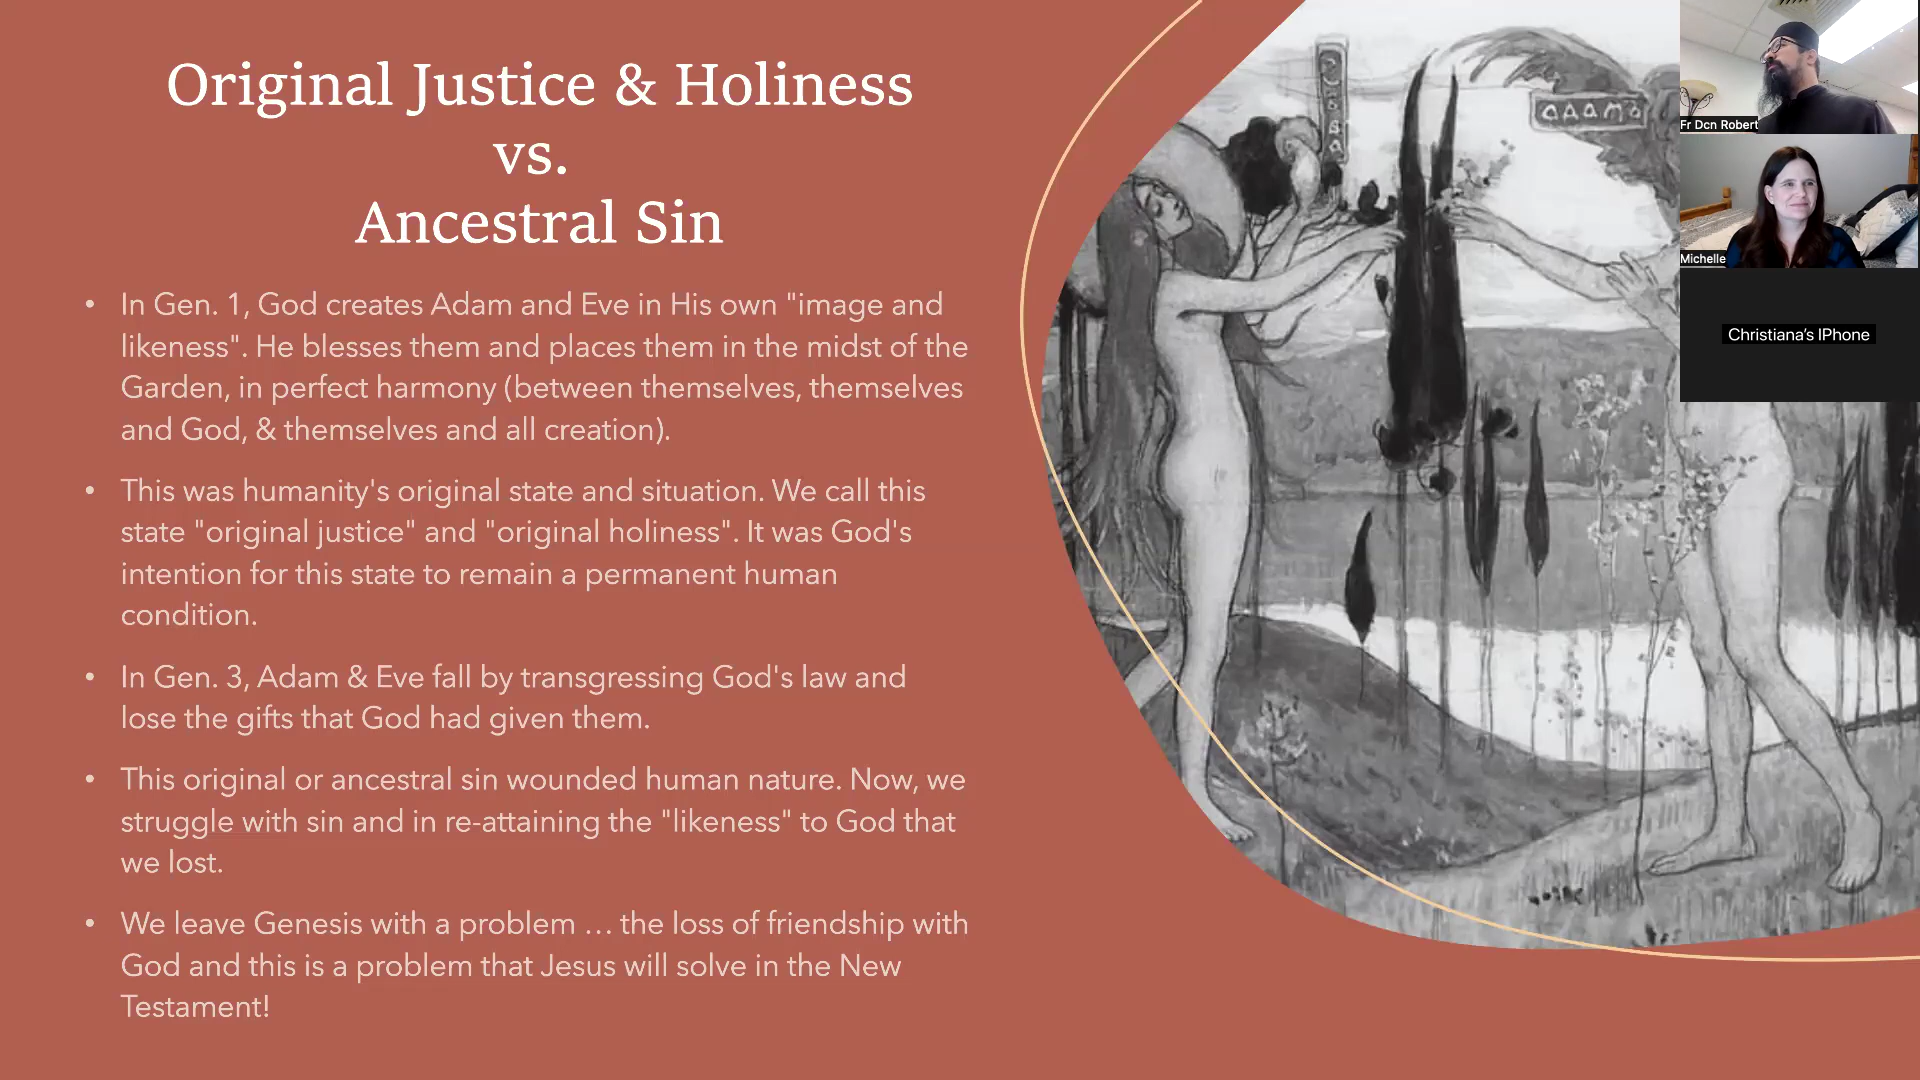 Original Justice & Holiness
vs.
Ancestral Sin
• In Gen. 1, God creates Adam and Eve in His own "image and
likeness". He blesses them and places them in the midst of the
Garden, in perfect harmony (between themselves, themselves
and God, & themselves and all creation).
• This was humanity's original state and situation. We call this
state "original justice" and "original holiness". It was God's
intention for this state to remain a permanent human
condition.
• In Gen. 3, Adam & Eve fall by transgressing God's law and
lose the gifts that God had given them.
• This original or ancestral sin wounded human nature. Now, we
struggle with sin and in re-attaining the "likeness" to God that
we lost.
• We leave Genesis with a problem … the loss of friendship with
God and this is a problem that Jesus will solve in the New
Testament!
Fr Dcn Robert
Michelle
Christiana's IPhone